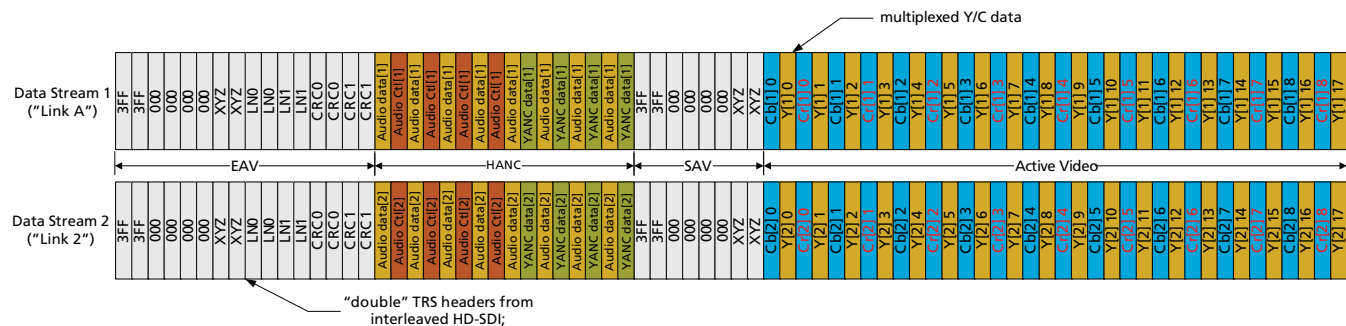 multiplexed Y/C data
Data Stream 1
("Link A")
3FF
3FF
000
000
000
000
XYZ
XYZ
LN0
LN0
LN1
LN1
CRC0
CRC0
CRC1
CRC1
Audio data[1]
Audio Ctl[1]
Audio data[1]
Audio Ctl[1]
Audio data[1]
Audio Ctl[1]
Audio data[1]
Audio Ctl[1]
Audio data[1]
YANC data[1]
Audio data[1]
YANC data[1]
Audio data[1]
YANC data[1]
Audio data[1]
YANC data[1]
3FF
3FF
000
000
000
000
XYZ
XYZ
Cb[1]0
Y[1]0
Cr[1]0
Y[1]1
Cb[1]1
Y[1]2
Cr[1]1
Y[1]3
Cb[1]2
Y[1]4
Cr[1]2
Y[1]5
Cb[1]3
Y[1]6
Cr[1]3
Y[1]7
Cb[1]4
Y[1]8
Cr[1]4
Y[1]9
Cb[1]5
Y[1]10
Cr[1]5
Y[1]11
Cb[1]6
Y[1]12
Cr[1]6
Y[1]13
Cb[1]7
Y[1]14
Cr[1]7
Y[1]15
Cb[1]8
Y[1]16
Cr[1]8
Y[1]17
EAV
HANC
SAV
Active Video
Data Stream 2
("Link 2")
3FF
3FF
000
000
000
000
XYZ
XYZ
LN0
LN0
LN1
LN1
CRC0
CRC0
CRC1
CRC1
Audio data[2]
Audio Ctl[2]
Audio data[2]
Audio Ctl[2]
Audio data[2]
Audio Ctl[2]
Audio data[2]
Audio Ctl[2]
Audio data[2]
YANC data[2]
Audio data[2]
YANC data[2]
Audio data[2]
YANC data[2]
Audio data[2]
YANC data[2]
3FF
3FF
000
000
000
000
XYZ
XYZ
Cb[2]0
Y[2]0
Cr[2]0
Y[2]1
Cb[2]1
Y[2]2
Cr[2]1
Y[2]3
Cb[2]2
Y[2]4
Cr[2]2
Y[2]5
Cb[2]3
Y[2]6
Cr[2]3
Y[2]7
Cb[2]4
Y[2]8
Cr[2]4
Y[2]9
Cb[2]5
Y[2]10
Cr[2]5
Y[2]11
Cb[2]6
Y[2]12
Cr[2]6
Y[2]13
Cb[2]7
Y[2]14
Cr[2]7
Y[2]15
Cb[2]8
Y[2]16
Cr[2]8
Y[2]17
"double" TRS headers from
interleaved HD-SDI;